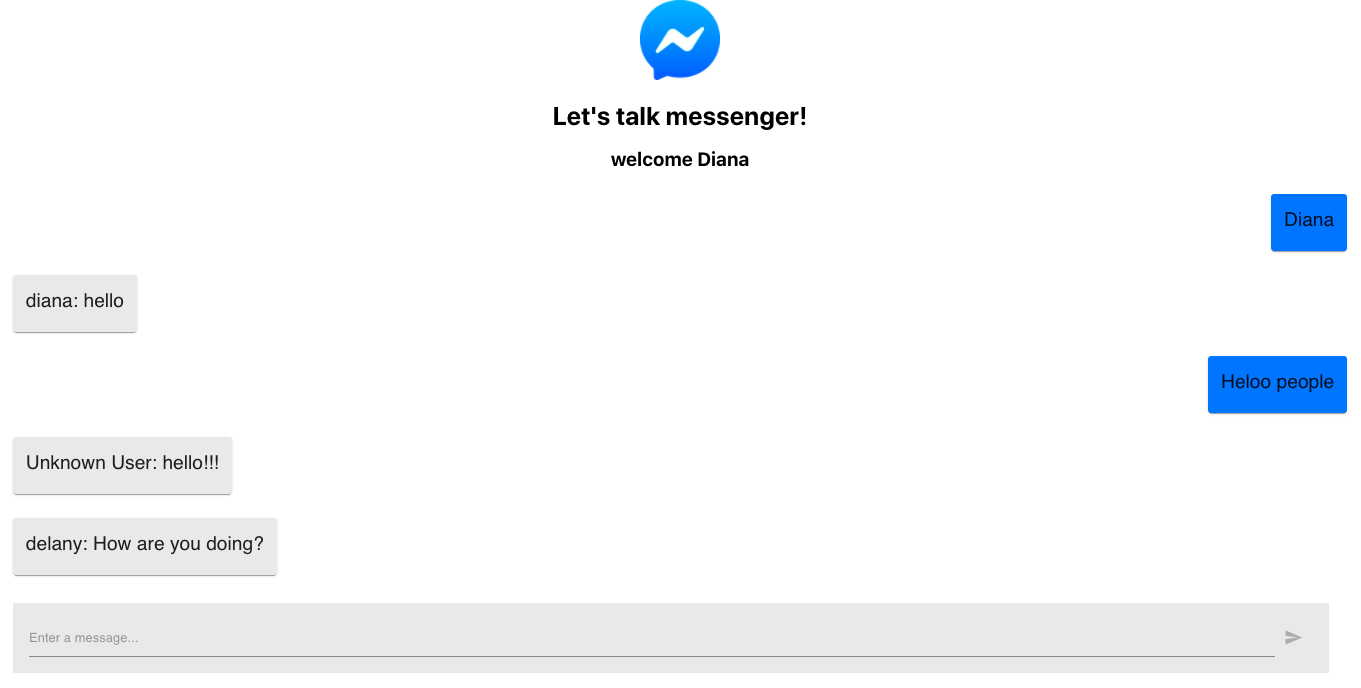 Let's talk messenger!
welcome Diana
Diana
diana: hello
Heloo people
Unknown User: hello!!!
delany: How are you doing?
Enter a message...